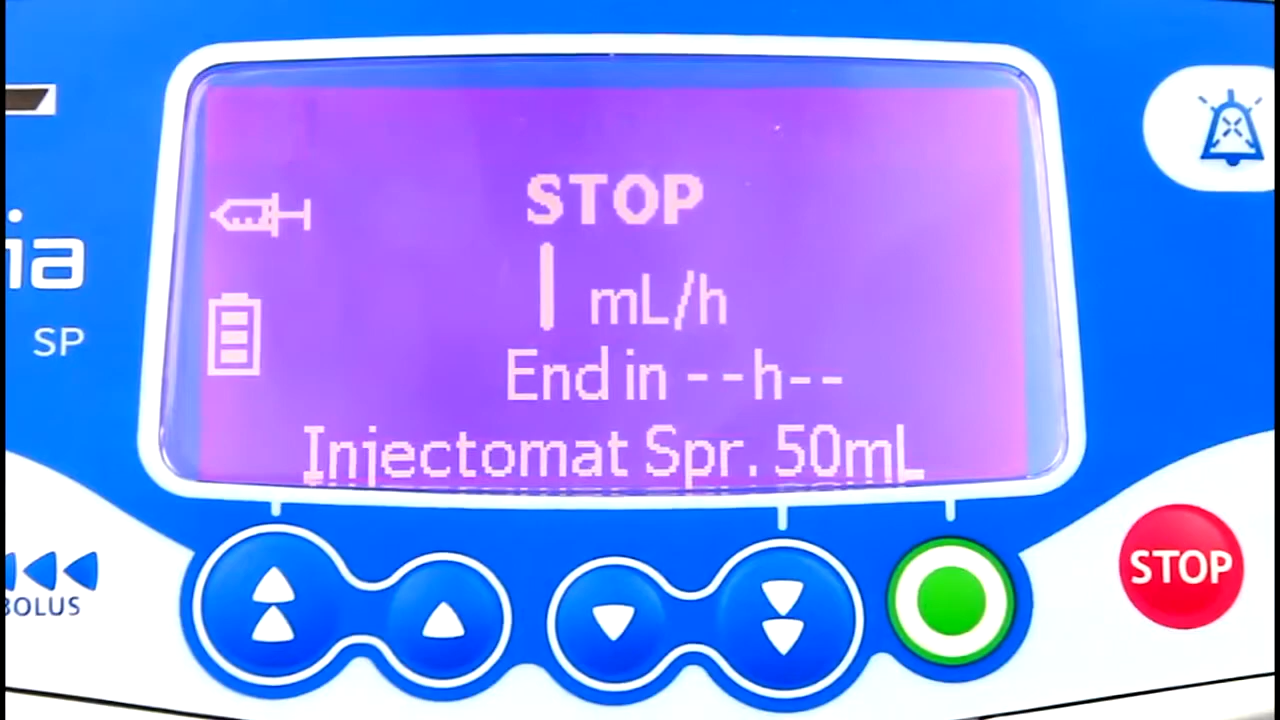 STOP
mL/h
End in --h--
Injectomat Spr. 50mL
ia
SP
BOLUS
STOP